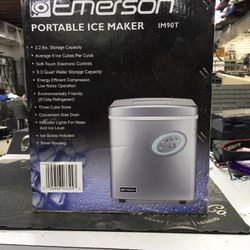 Emerson
PORTABLE ICE MAKER IM90T
• 2.2 lbs. Storage Capacity
• Average 9 Ice Cubes Per Cycle
• Soft-Touch Electronic Controls
• 3.3 Quart Water Storage Capacity
• Energy Efficient Compressor,
Low Noise Operation
• Environmentally Friendly
(R134a Refrigerant)
• Three Cube Sizes
• Convenient Side Drain
• Indicator Lights For Water
And Ice Level
• Ice Scoop Included
• Silver Housing